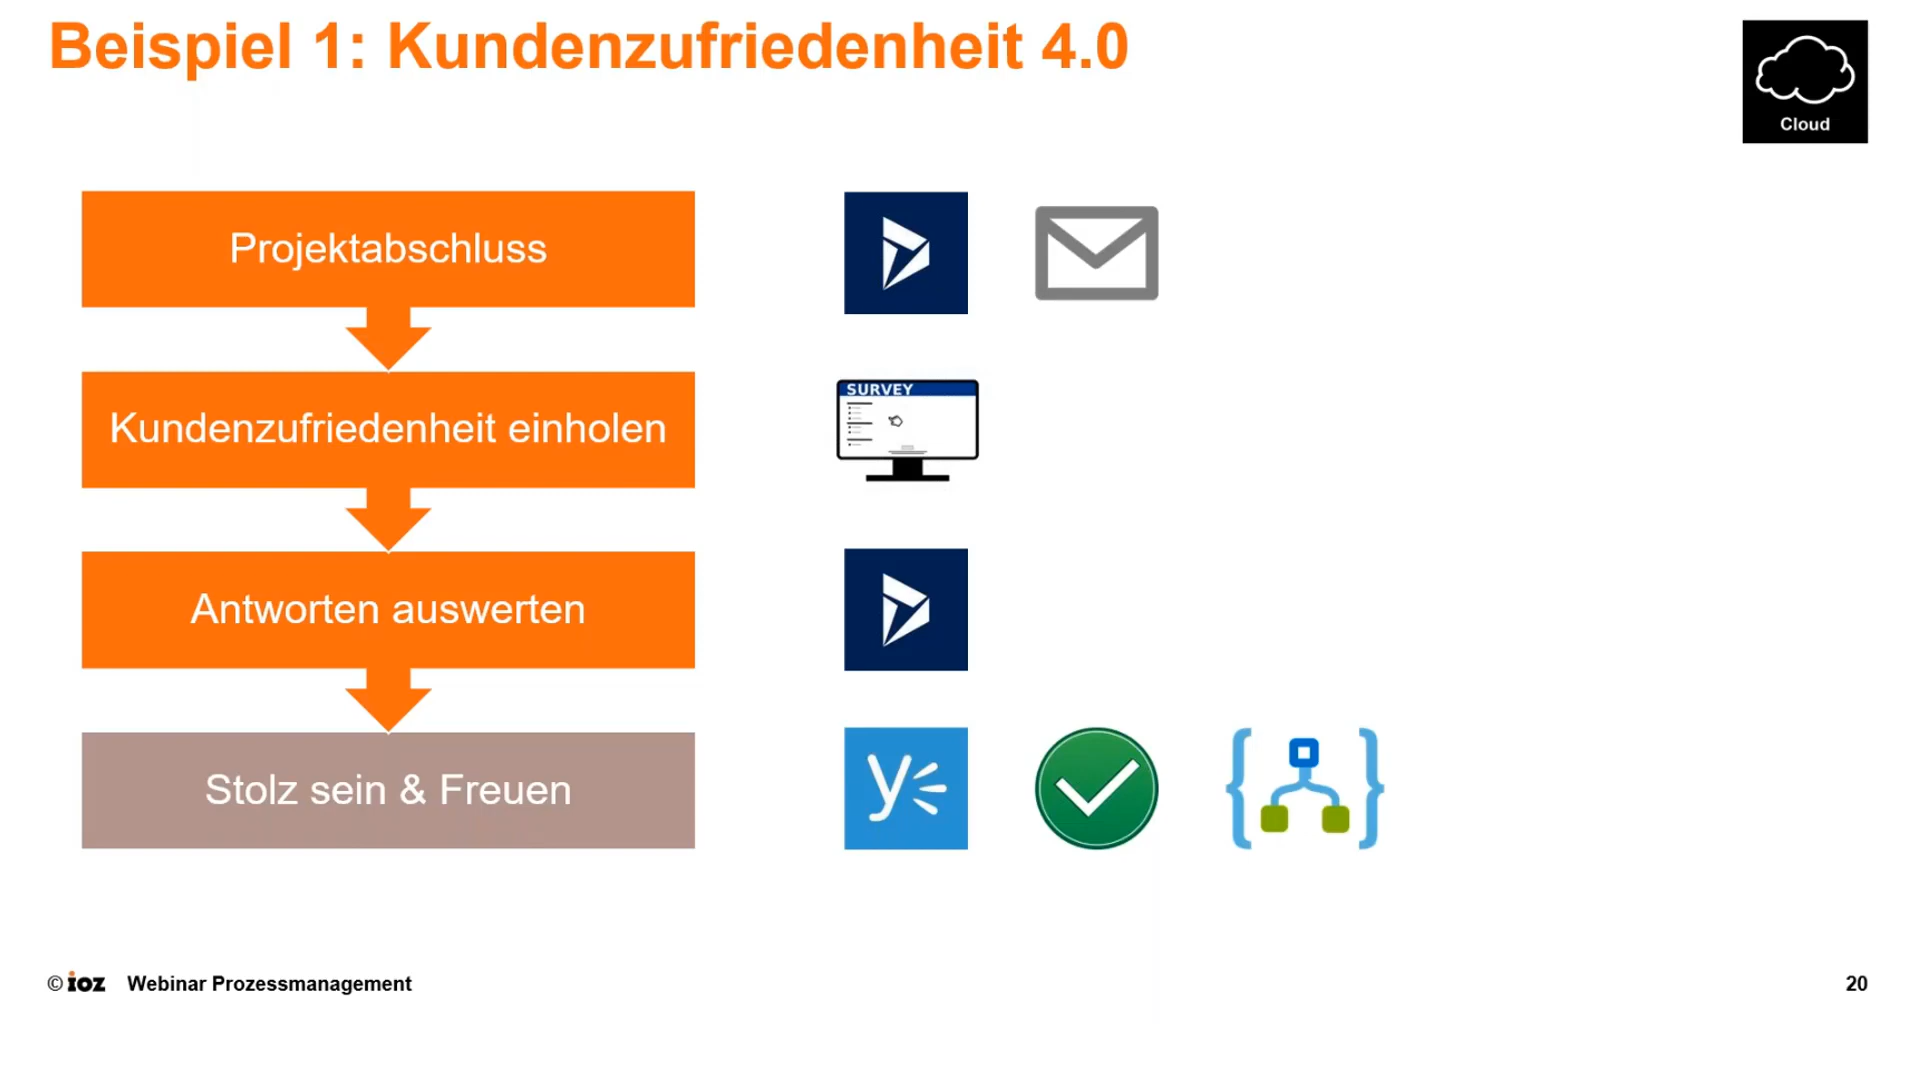 Beispiel 1: Kundenzufriedenheit 4.0
Cloud
Projektabschluss
Kundenzufriedenheit einholen
SURVEY
Antworten auswerten
Stolz sein & Freuen
© ioz Webinar Prozessmanagement
20